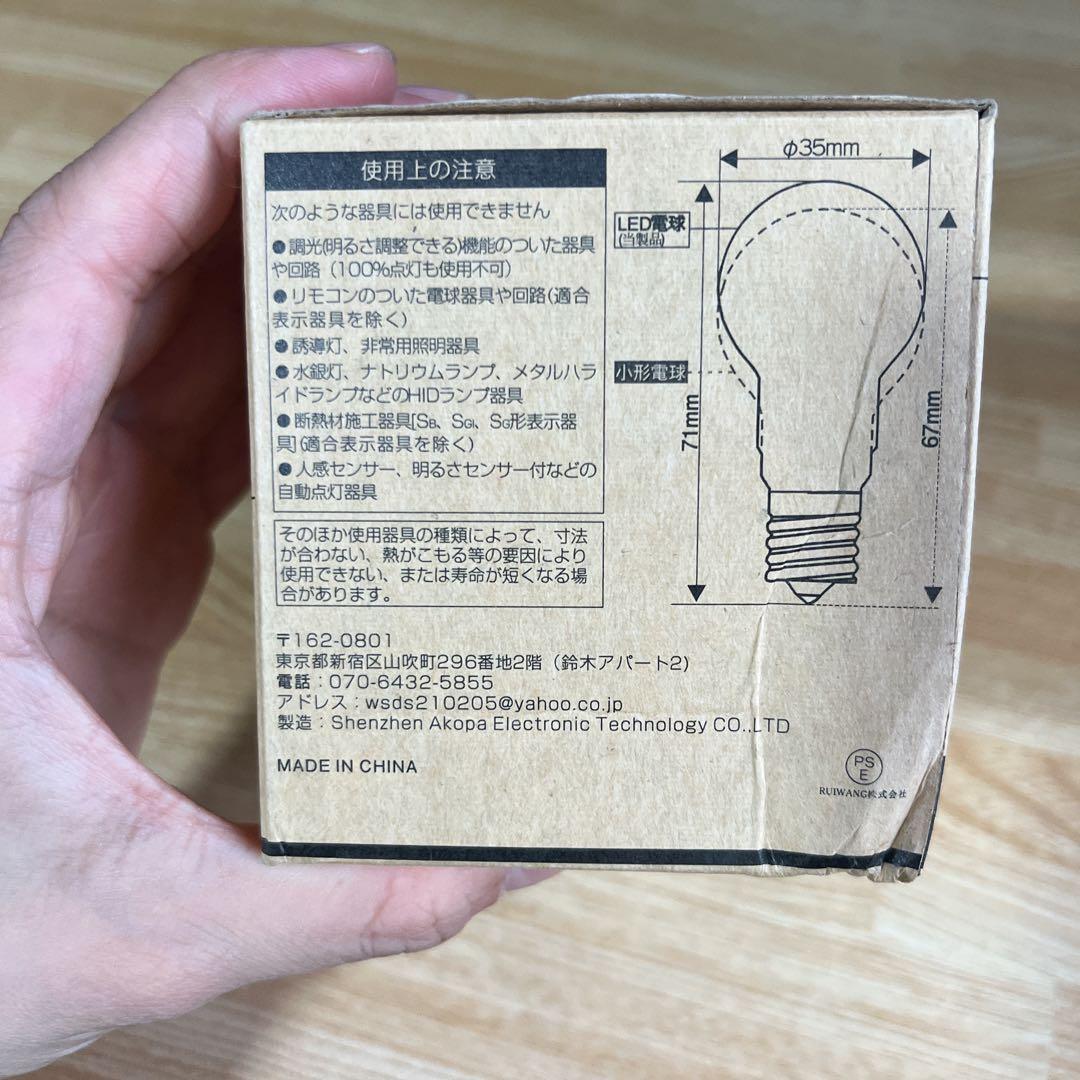 使用上の注意
次のような器具には使用できません
●調光(明るさ調整できる)機能のついた器具
や回路（100%点灯も使用不可）
●リモコンのついた電球器具や回路(適合
表示器具を除く)
●誘導灯、非常用照明器具
●水銀灯、ナトリウムランプ、メタルハラ
イドランプなどのHIDランプ器具
●断熱材施工器具[SB、SGI、SG形表示器
具](適合表示器具を除く)
●人感センサー、明るさセンサー付などの
自動点灯器具
そのほか使用器具の種類によって、寸法
が合わない、熱がこもる等の要因により
使用できない、または寿命が短くなる場
合があります。
φ35mm
LED電球
(当製品)
小形電球
71mm
67mm
〒162-0801
東京都新宿区山吹町296番地2階（鈴木アパート2)
電話：070-6432-5855
アドレス：wsds210205@yahoo.co.jp
製造：Shenzhen Akopa Electronic Technology CO.,LTD
MADE IN CHINA
PS
E
RUIWANG株式会社